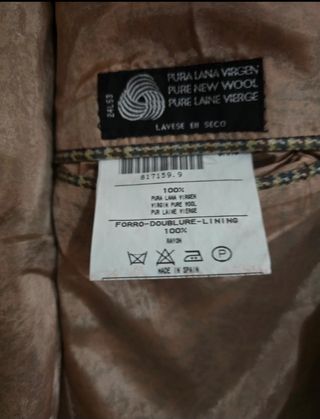 PURA LANA VIRGEN
PURE NEW WOOL
PURE LAINE VIERGE
LAVESE EN SECO
817159.9
100%
PURA LANA VIRGEN
VIRGIN PURE WOOL
PUR LAINE VIERGE
FORRO-DOUBLURE-LINING
100%
RAYON
MADE IN SPAIN